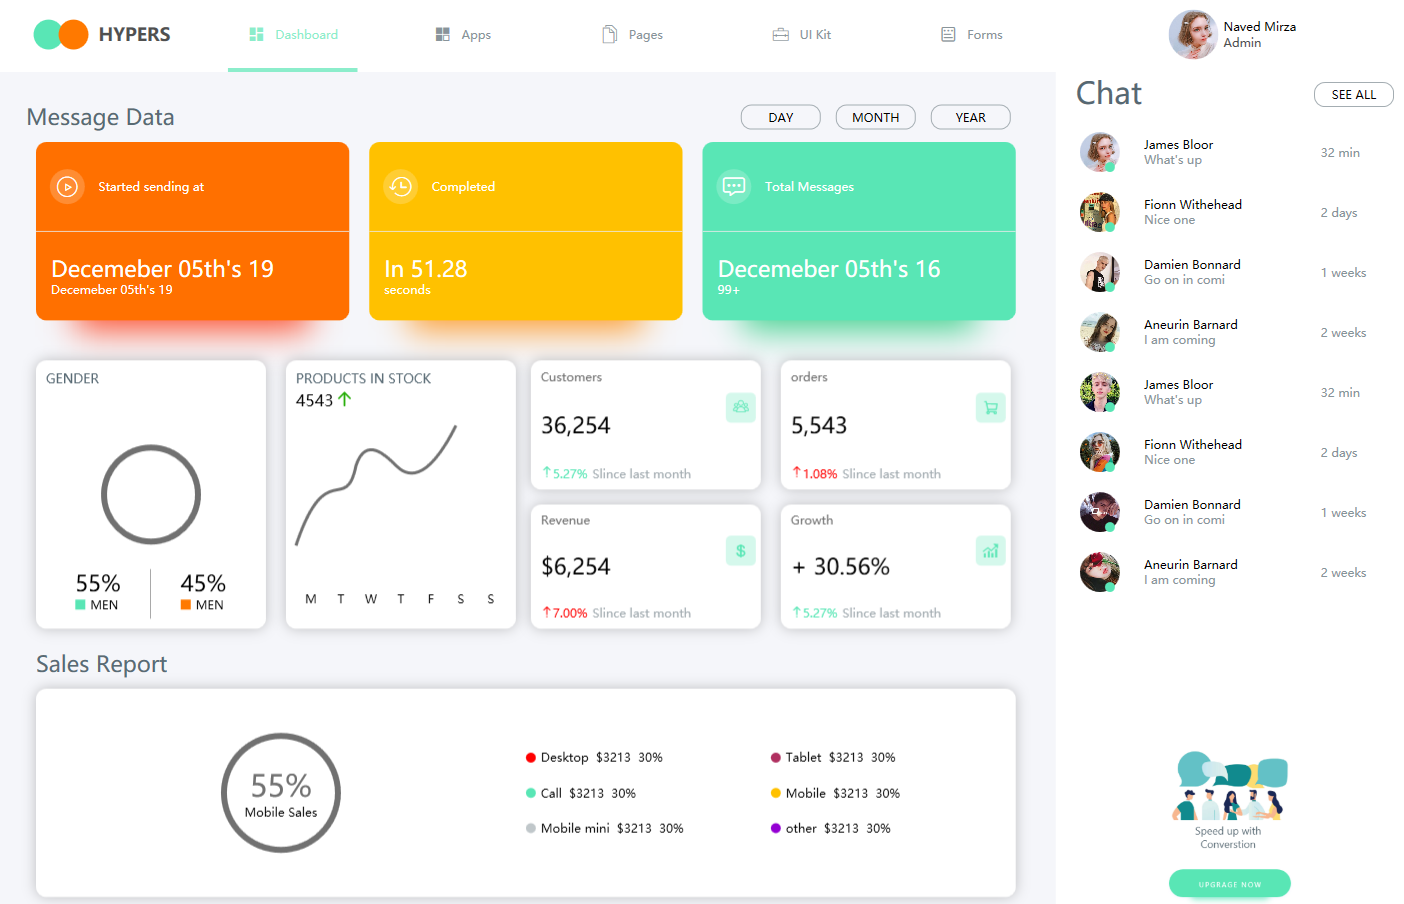 HYPERS
Dashboard
Apps
Pages
UI Kit
Forms
Naved Mirza
Admin
Message Data
DAY
MONTH
YEAR
Started sending at
Decemeber 05th's 19
Decemeber 05th's 19
Completed
In 51.28
seconds
Total Messages
Decemeber 05th's 16
99+
GENDER
55%
MEN
45%
MEN
PRODUCTS IN STOCK
4543
M T W T F S S
Customers
36,254
5.27% Slince last month
orders
5,543
1.08% Slince last month
Revenue
$6,254
7.00% Slince last month
Growth
+ 30.56%
5.27% Slince last month
Sales Report
55%
Mobile Sales
Desktop $3213 30%
Tablet $3213 30%
Call $3213 30%
Mobile $3213 30%
Mobile mini $3213 30%
other $3213 30%
Chat
SEE ALL
James Bloor
What's up
32 min
Fionn Withehead
Nice one
2 days
Damien Bonnard
Go on in comi
1 weeks
Aneurin Barnard
I am coming
2 weeks
James Bloor
What's up
32 min
Fionn Withehead
Nice one
2 days
Damien Bonnard
Go on in comi
1 weeks
Aneurin Barnard
I am coming
2 weeks
Speed up with
Converstion
UPGRAGE NOW